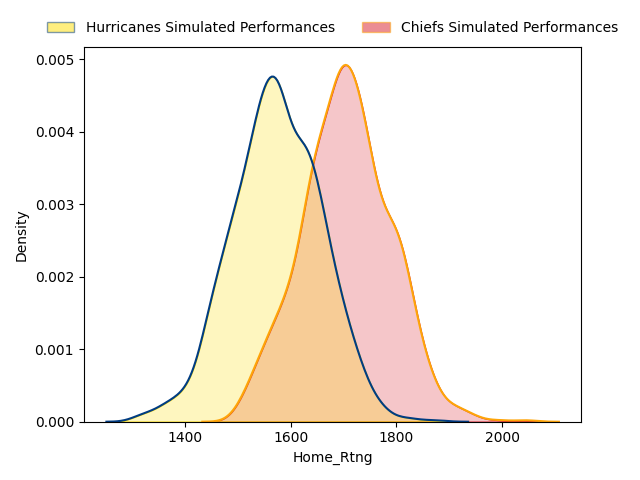 Hurricanes Simulated Performances Chiefs Simulated Performances
0.005
0.004
0.003
0.002
0.001
0.000
Density
1400 1600 1800 2000
Home_Rtng